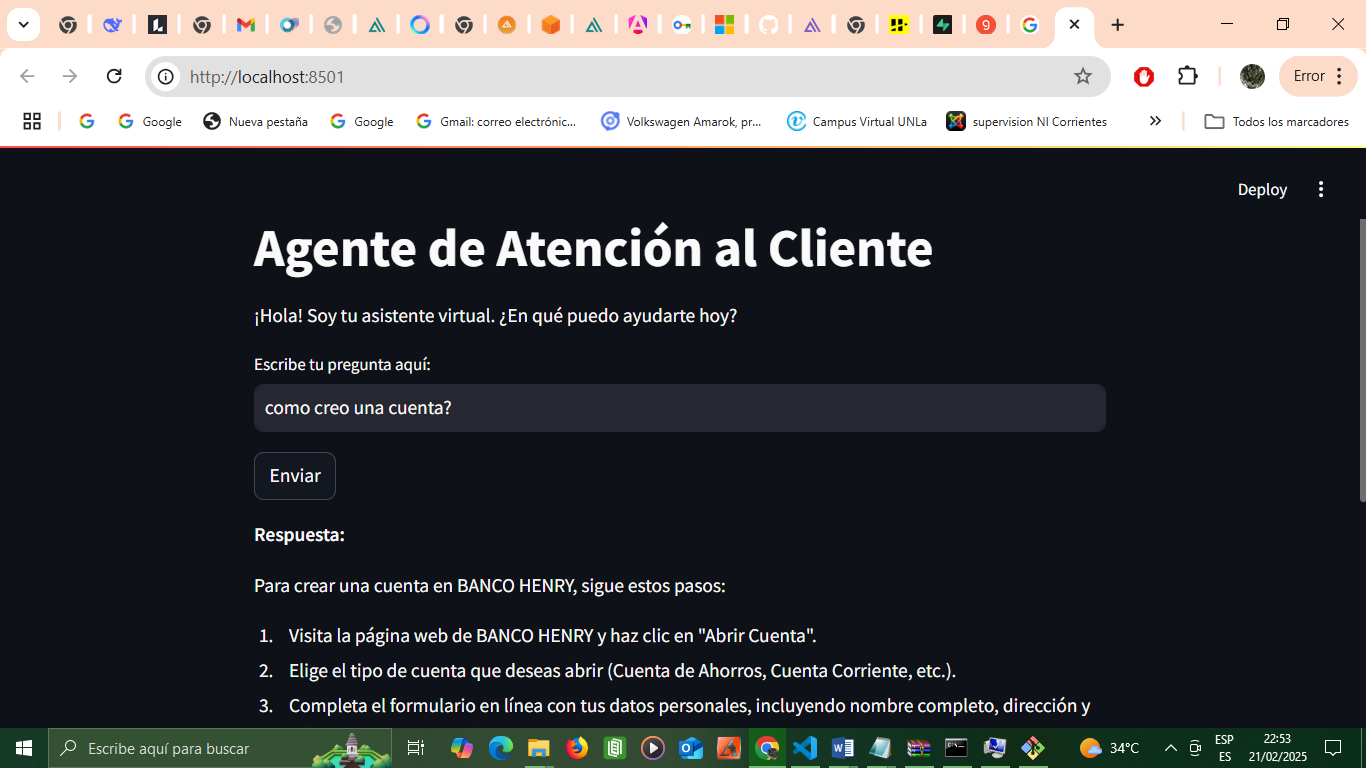 9
http://localhost:8501
Error
Google
Nueva pestaña
Google
Gmail: correo electrónic...
Volkswagen Amarok, pr...
Campus Virtual UNLa
supervision NI Corrientes
Todos los marcadores
Deploy
Agente de Atención al Cliente
¡Hola! Soy tu asistente virtual. ¿En qué puedo ayudarte hoy?
Escribe tu pregunta aquí:
como creo una cuenta?
Enviar
Respuesta:
Para crear una cuenta en BANCO HENRY, sigue estos pasos:
1. Visita la página web de BANCO HENRY y haz clic en "Abrir Cuenta".
2. Elige el tipo de cuenta que deseas abrir (Cuenta de Ahorros, Cuenta Corriente, etc.).
3. Completa el formulario en línea con tus datos personales, incluyendo nombre completo, dirección y
Escribe aquí para buscar
34°C
ESP
ES
22:53
21/02/2025